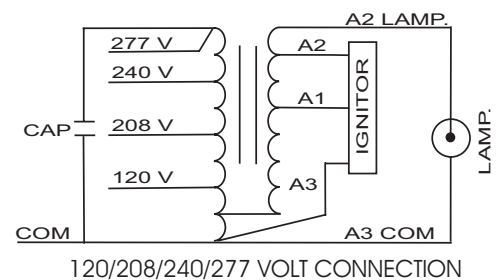 A2 LAMP.
277 V
A2
240 V
A1
CAP
208 V
IGNITOR
LAMP.
120 V
A3
COM
A3 COM
120/208/240/277 VOLT CONNECTION